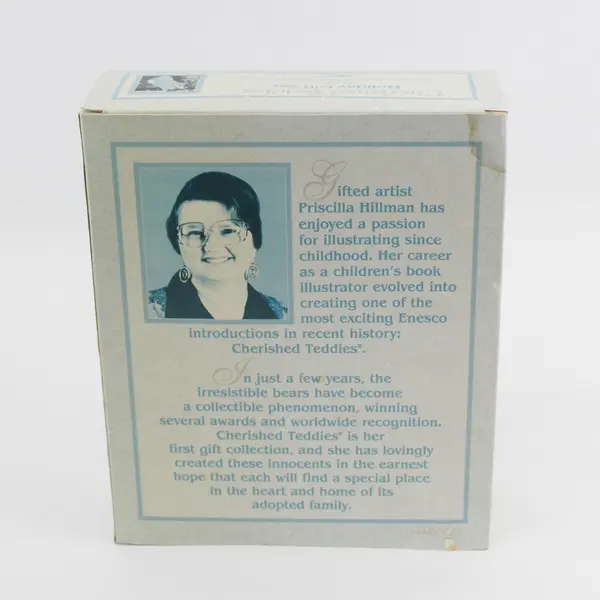 Gifted artist
Priscilla Hillman has
enjoyed a passion
for illustrating since
childhood. Her career
as a children's book
illustrator evolved into
creating one of the
most exciting Enesco
introductions in recent history:
Cherished Teddies®.
In just a few years, the
irresistible bears have become
a collectible phenomenon, winning
several awards and worldwide recognition.
Cherished Teddies® is her
first gift collection, and she has lovingly
created these innocents in the earnest
hope that each will find a special place
in the heart and home of its
adopted family.